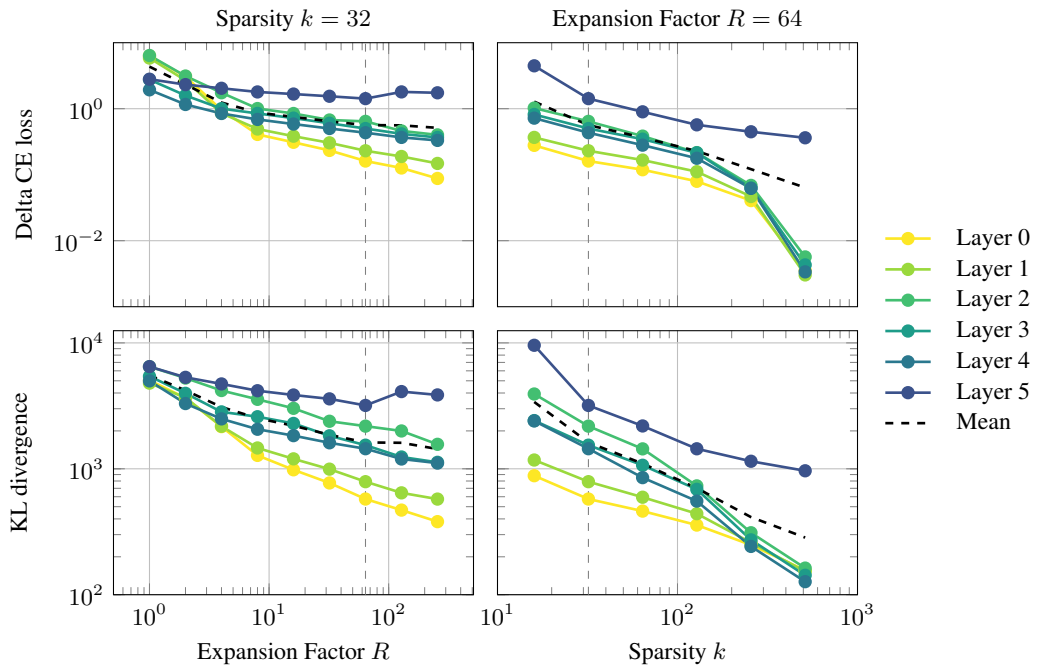 Sparsity k = 32
Expansion Factor R = 64
Delta CE loss
10^0
10^−2
KL divergence
10^4
10^3
10^2
10^0
10^1
10^2
Expansion Factor R
10^1
10^2
10^3
Sparsity k
Layer 0
Layer 1
Layer 2
Layer 3
Layer 4
Layer 5
Mean